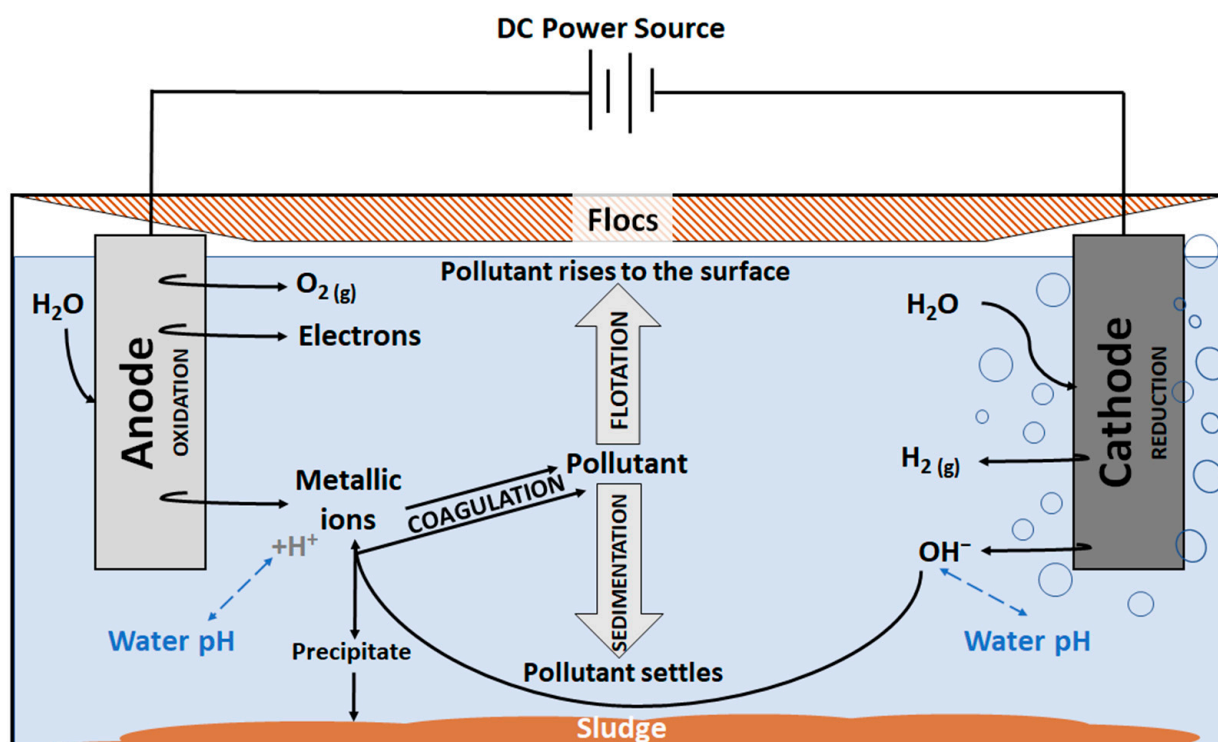 DC Power Source
Flocs
Pollutant rises to the surface
H₂O
O₂ (g)
Electrons
Anode
OXIDATION
FLOTATION
H₂O
Cathode
REDUCTION
Metallic
ions
+H⁺
COAGULATION
Pollutant
H₂ (g)
OH⁻
SEDIMENTATION
Water pH
Precipitate
Pollutant settles
Water pH
Sludge